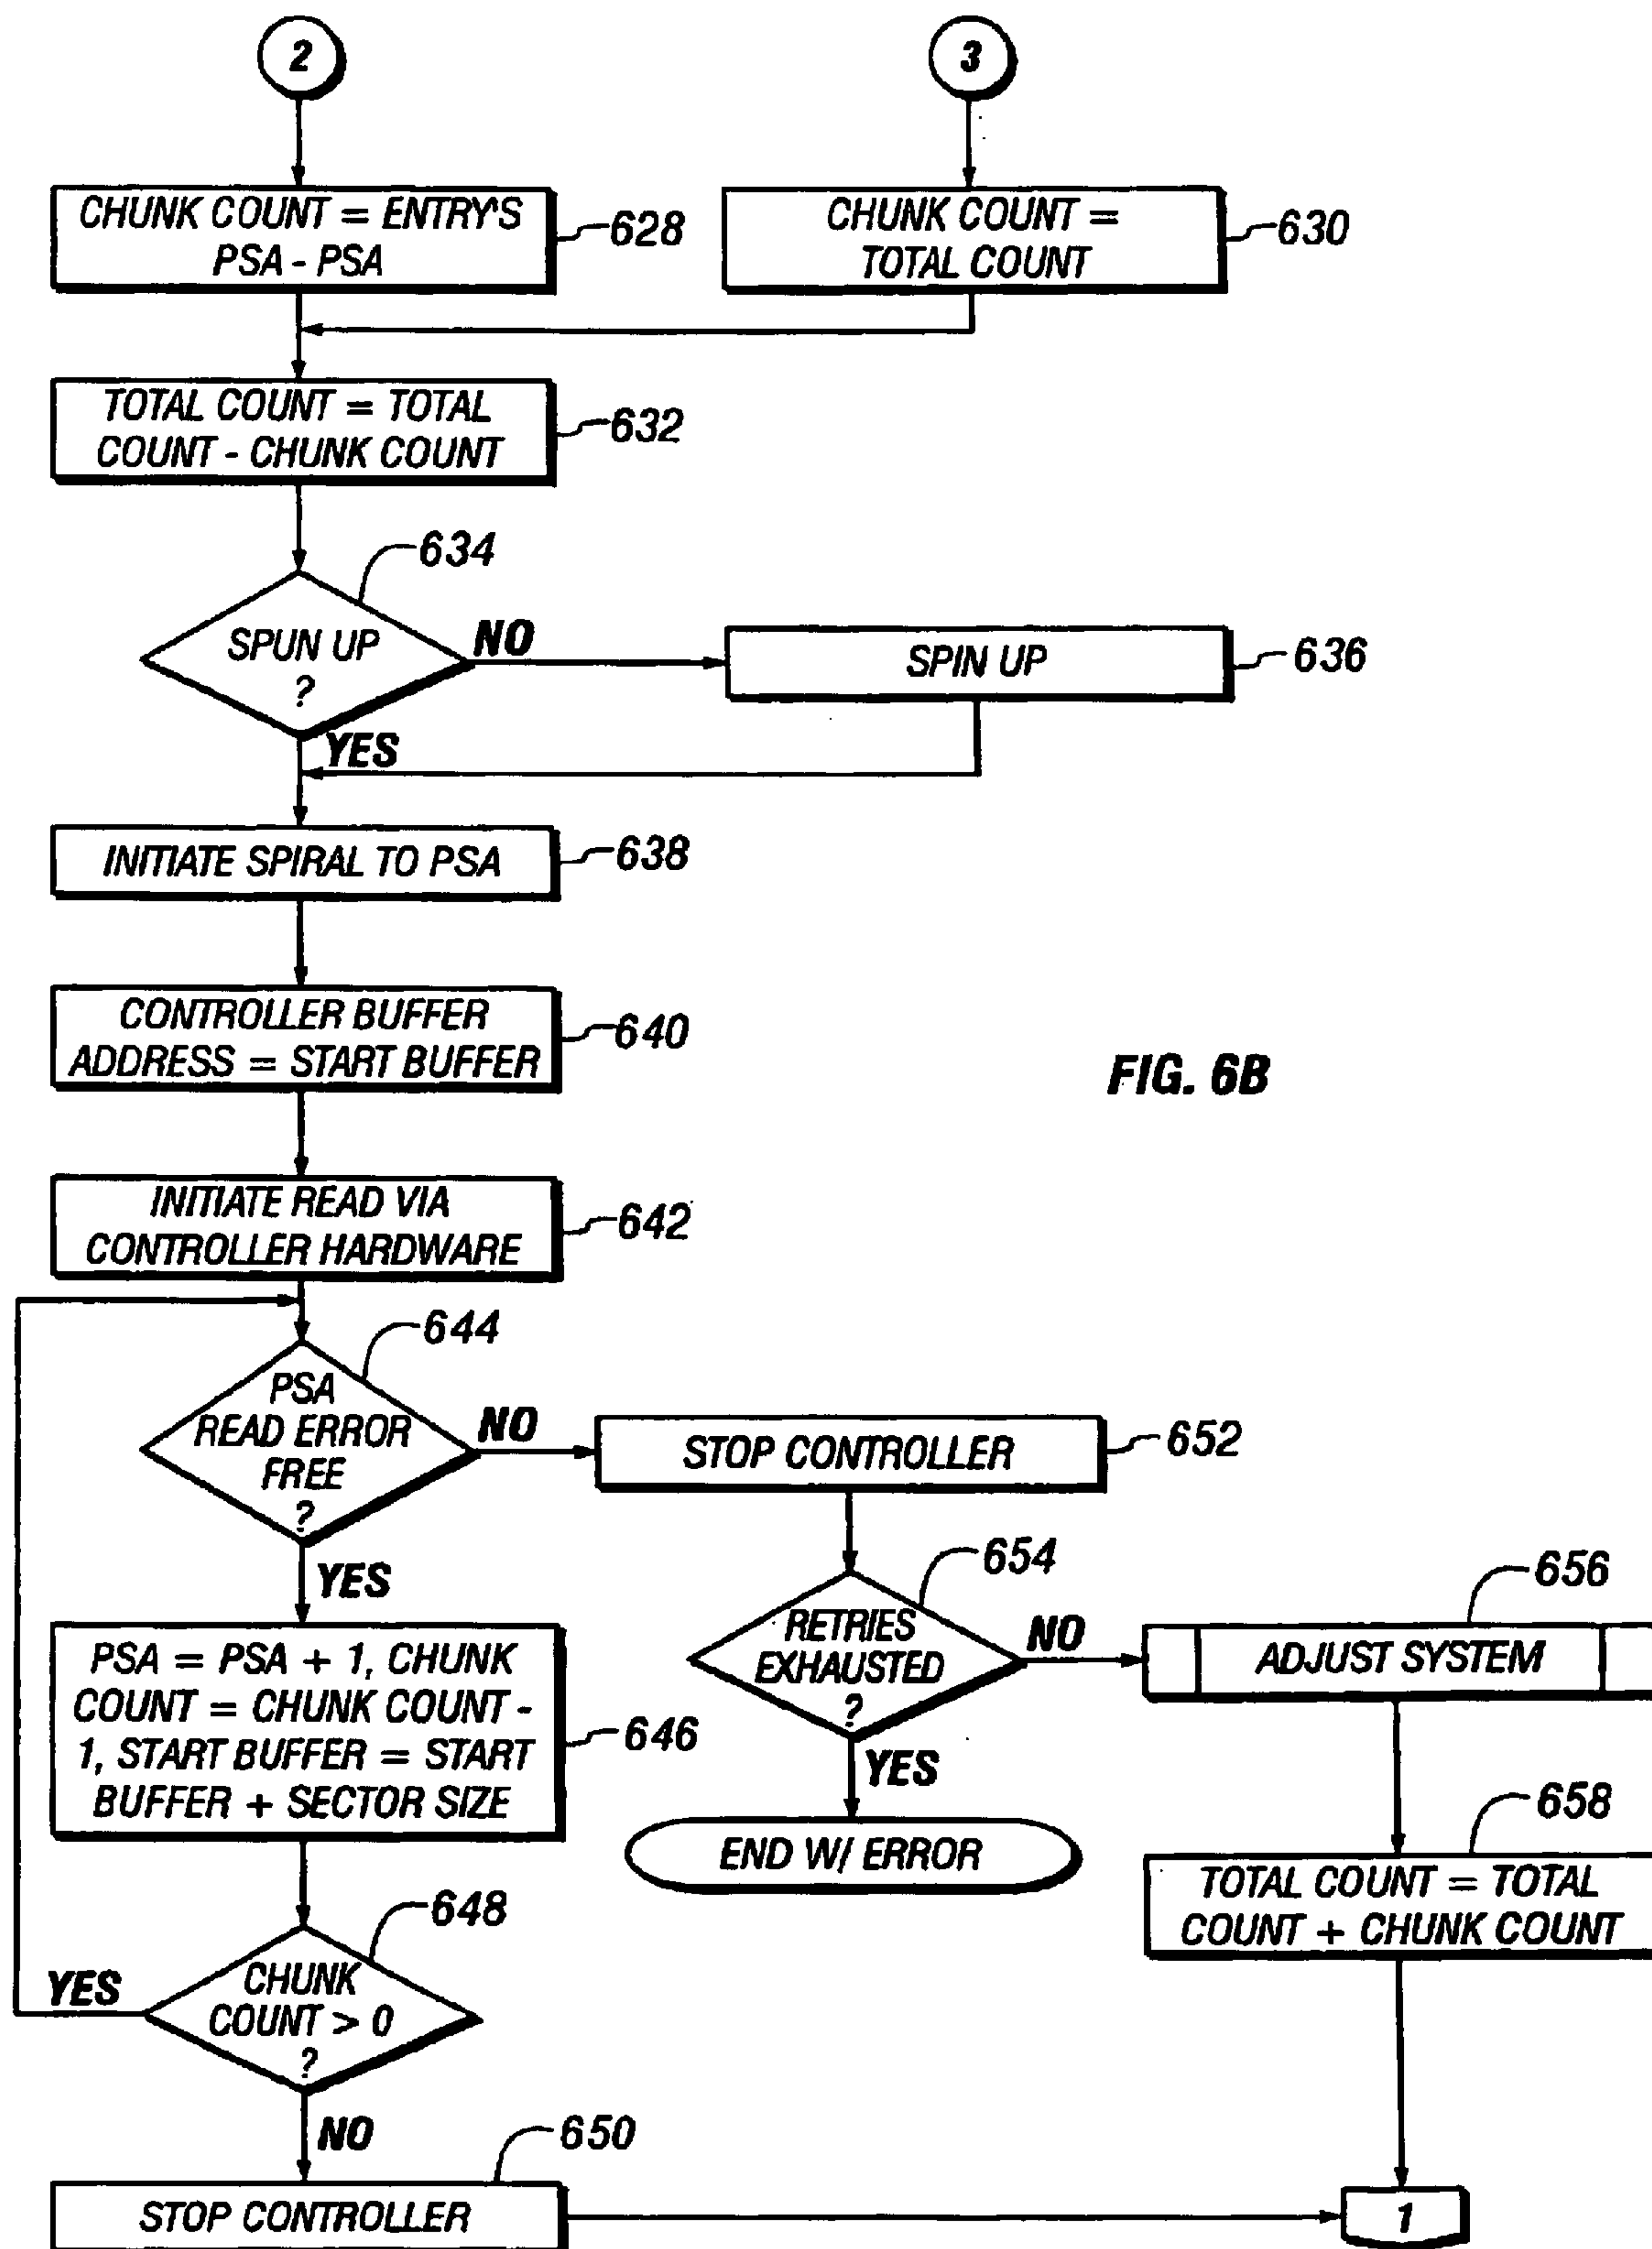 2
3
CHUNK COUNT = ENTRY'S
PSA - PSA
628
CHUNK COUNT =
TOTAL COUNT
630
TOTAL COUNT = TOTAL
COUNT - CHUNK COUNT
632
634
SPUN UP
?
NO
SPIN UP
636
YES
INITIATE SPIRAL TO PSA
638
CONTROLLER BUFFER
ADDRESS = START BUFFER
640
FIG. 6B
INITIATE READ VIA
CONTROLLER HARDWARE
642
644
PSA
READ ERROR
FREE
?
NO
STOP CONTROLLER
652
YES
654
RETRIES
EXHAUSTED
?
NO
656
ADJUST SYSTEM
PSA = PSA + 1, CHUNK
COUNT = CHUNK COUNT -
1, START BUFFER = START
BUFFER + SECTOR SIZE
646
YES
END W/ ERROR
658
TOTAL COUNT = TOTAL
COUNT + CHUNK COUNT
648
CHUNK
COUNT > 0
?
YES
NO
650
STOP CONTROLLER
1